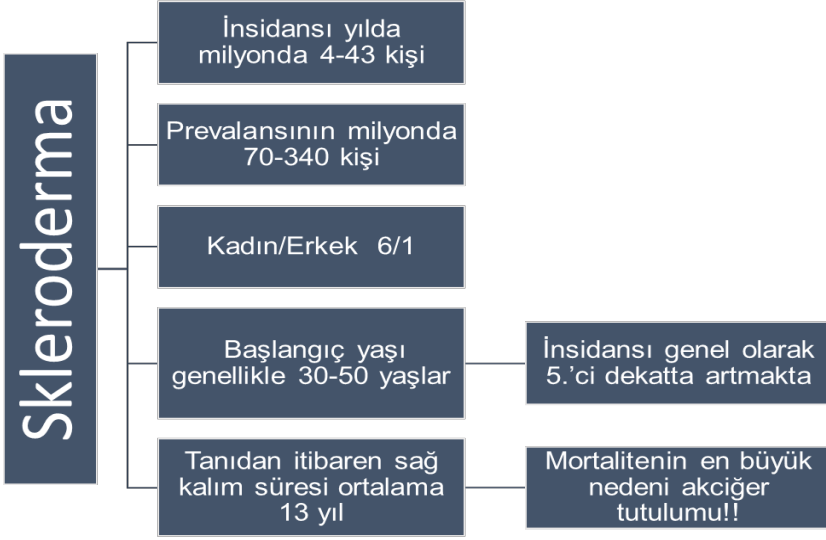 Skleroderma
İnsidansı yılda
milyonda 4-43 kişi
Prevalansının milyonda
70-340 kişi
Kadın/Erkek 6/1
Başlangıç yaşı
genellikle 30-50 yaşlar
İnsidansı genel olarak
5.'ci dekatta artmakta
Tanıdan itibaren sağ
kalım süresi ortalama
13 yıl
Mortalitenin en büyük
nedeni akciğer
tutulumu!!